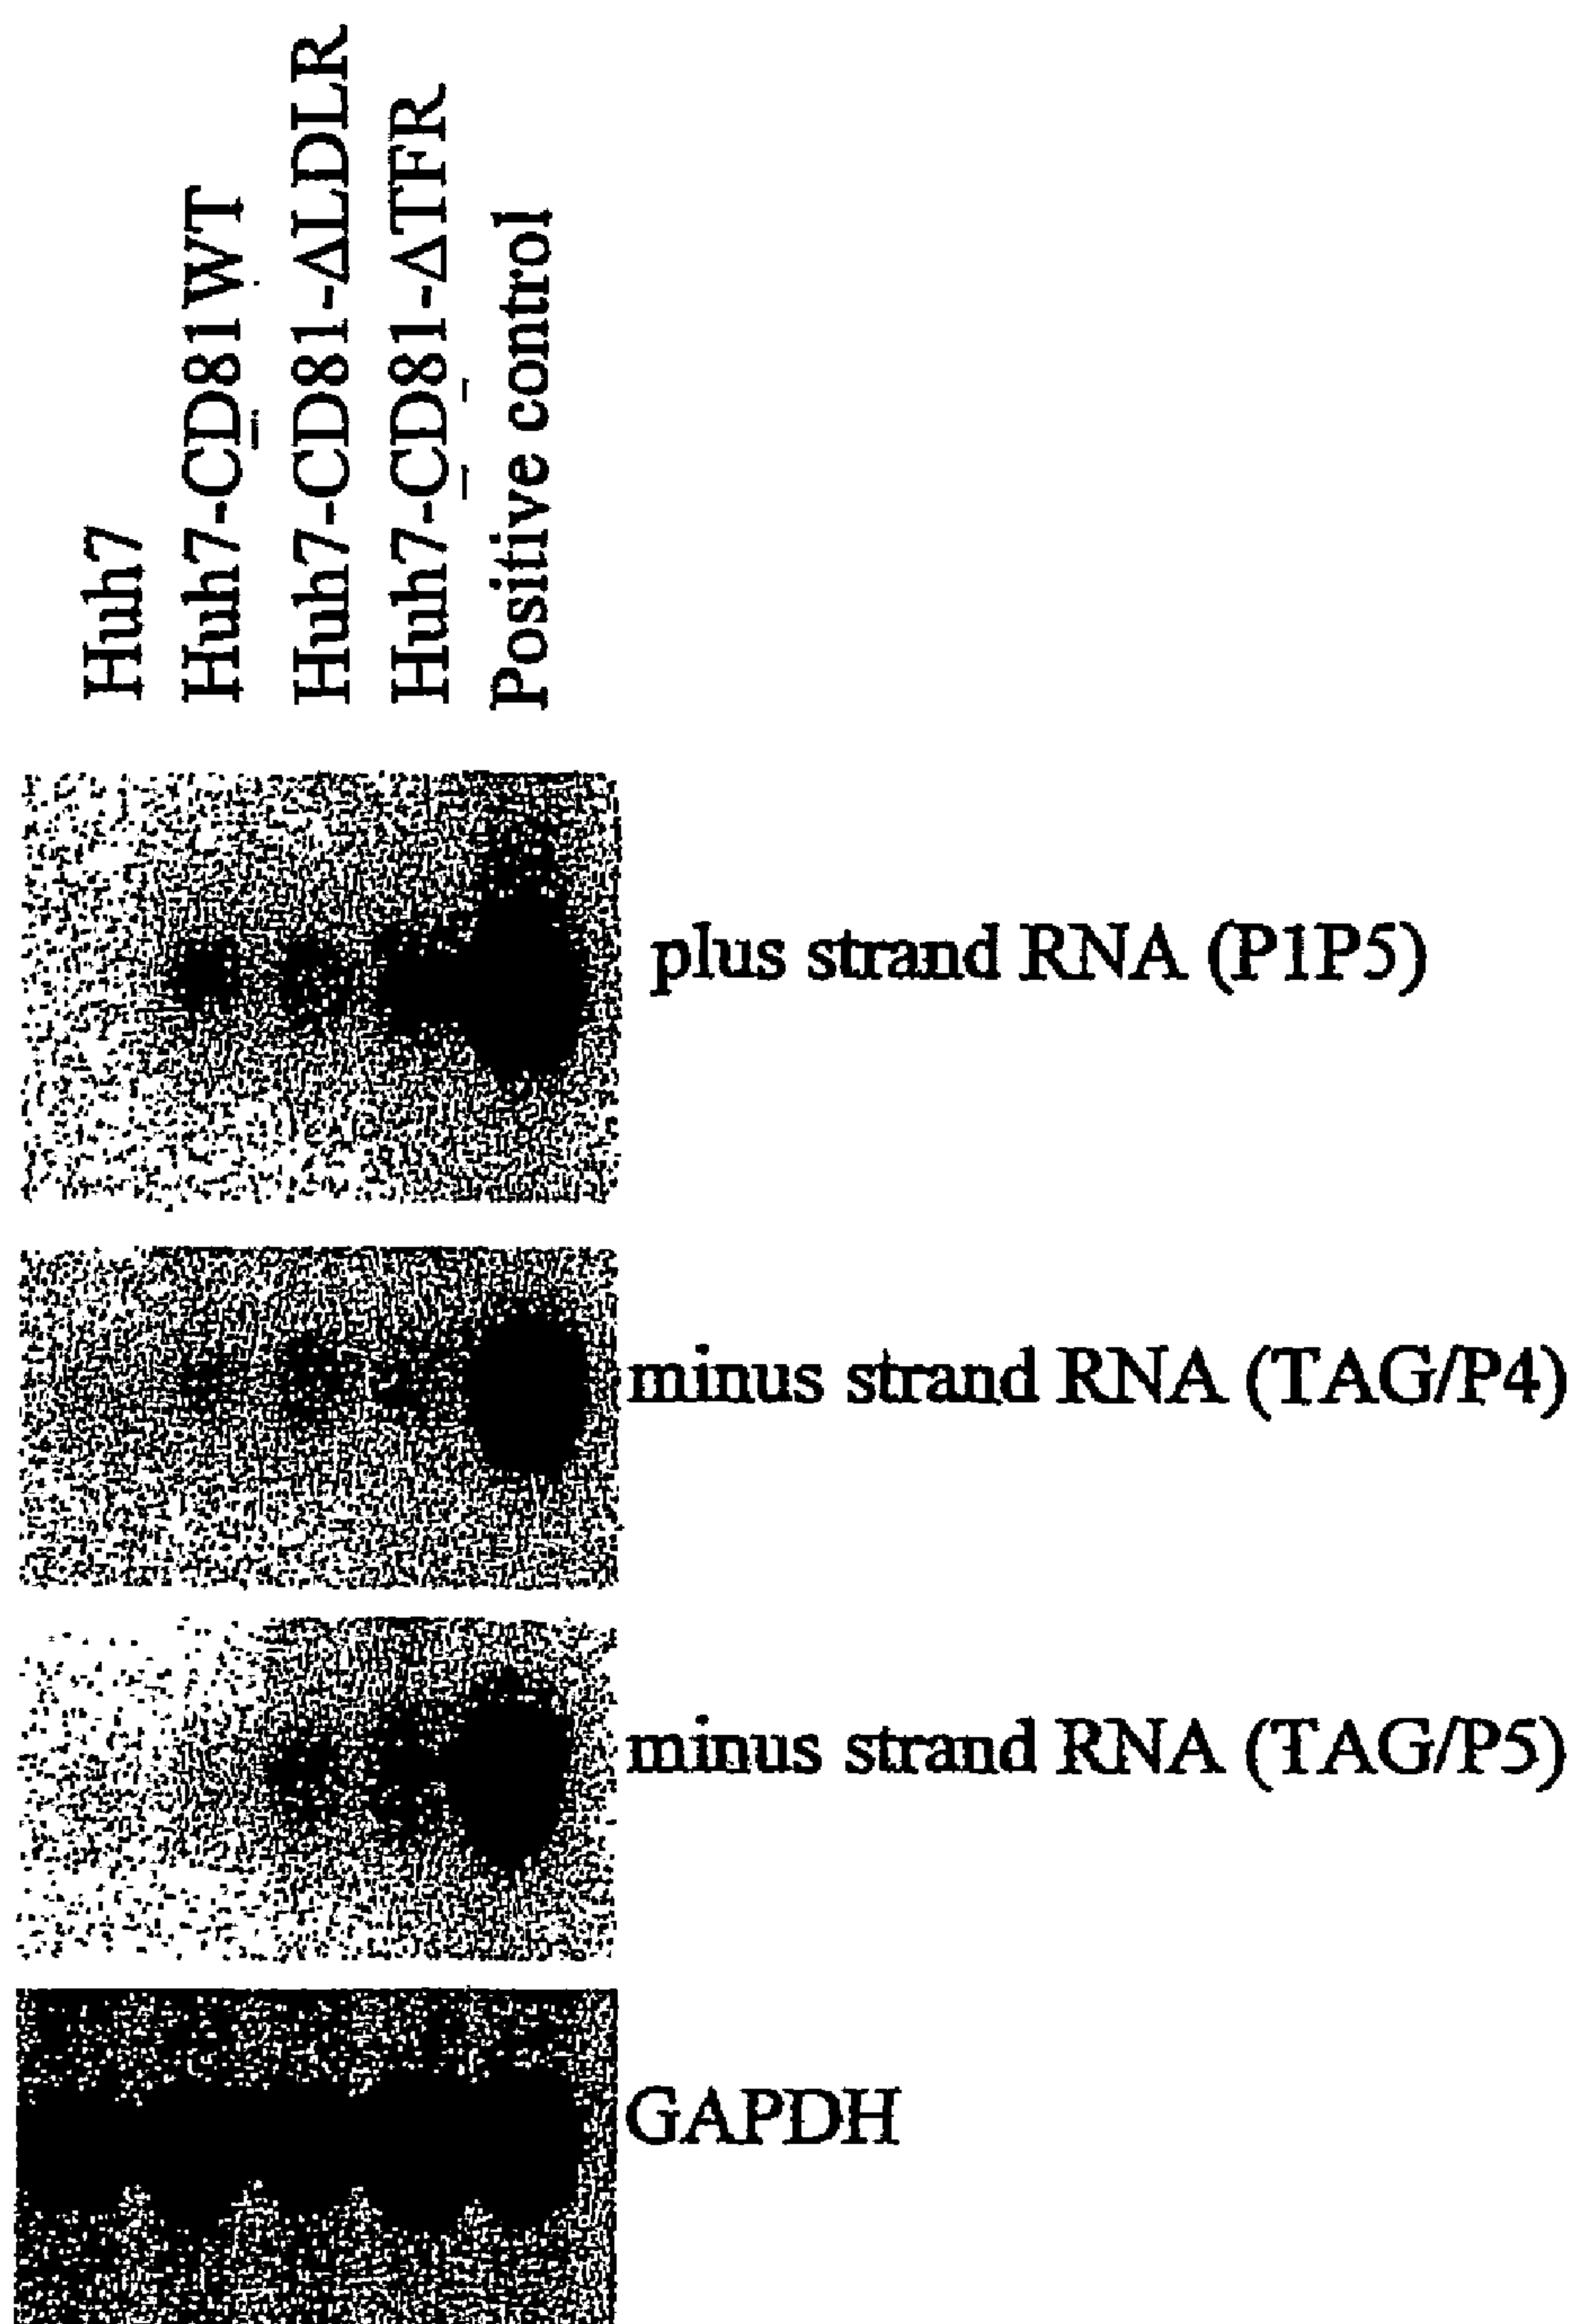 Huh7
Huh7-CD81WT
Huh7-CD81-ΔLDLR
Huh7-CD81-ΔTFR
Positive control
plus strand RNA (P1P5)
minus strand RNA (TAG/P4)
minus strand RNA (TAG/P5)
GAPDH